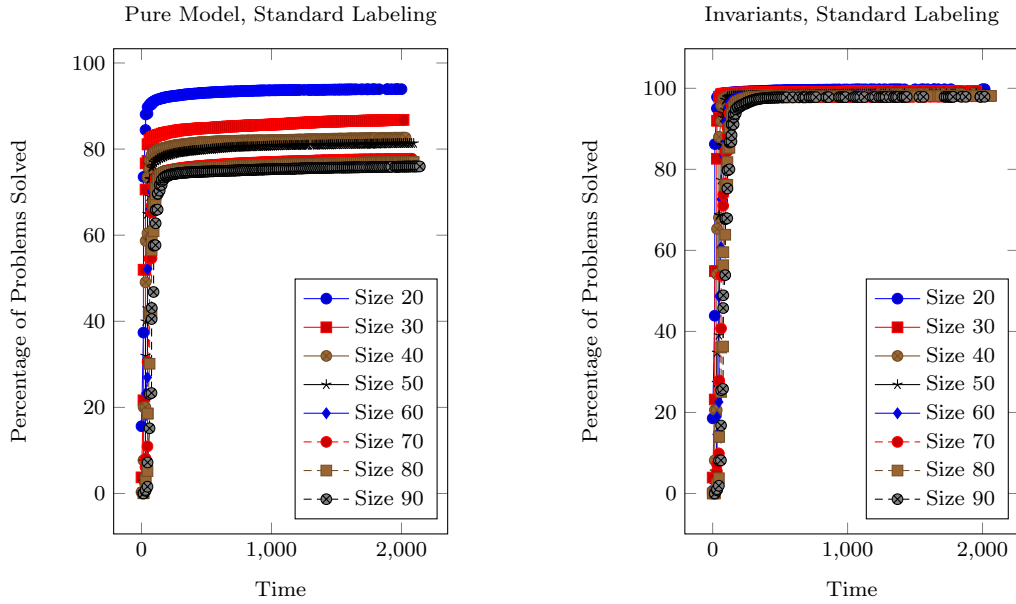 Pure Model, Standard Labeling
100
80
60
40
20
0
0
1,000
2,000
Percentage of Problems Solved
Time
Size 20
Size 30
Size 40
Size 50
Size 60
Size 70
Size 80
Size 90
Invariants, Standard Labeling
100
80
60
40
20
0
0
1,000
2,000
Percentage of Problems Solved
Time
Size 20
Size 30
Size 40
Size 50
Size 60
Size 70
Size 80
Size 90